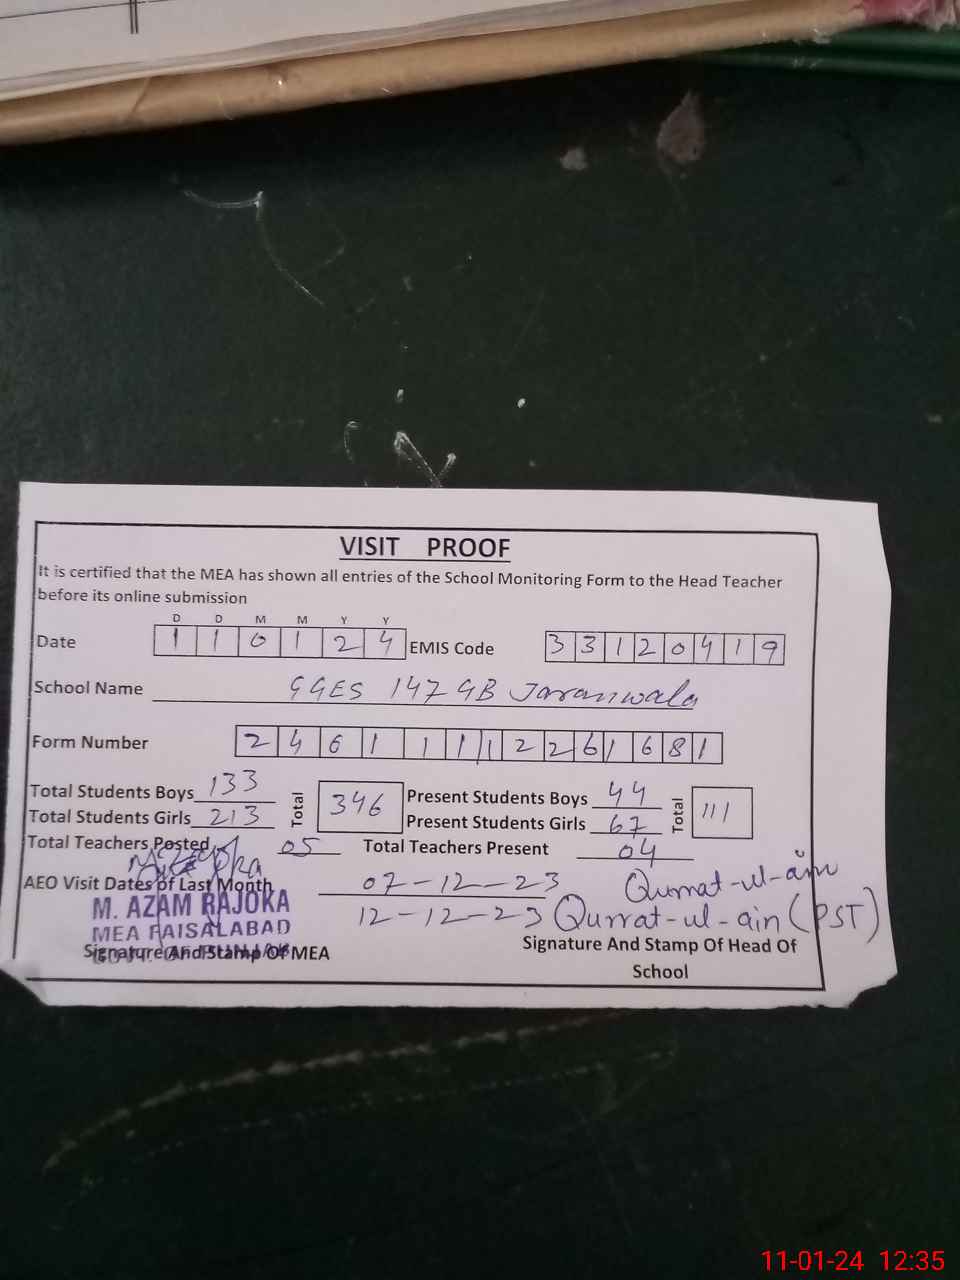 VISIT PROOF
It is certified that the MEA has shown all entries of the School Monitoring Form to the Head Teacher
before its online submission
D D M M Y Y
Date 1 1 0 1 2 4 EMIS Code 3 3 1 2 0 4 1 9
School Name GGES 147 GB Jaranwala
Form Number 2 4 6 1 1 1 1 2 2 6 1 6 8 1
Total Students Boys 133 Total 346 Present Students Boys 44 Total 111
Total Students Girls 213 Present Students Girls 67
Total Teachers Posted 05 Total Teachers Present 04
AEO Visit Dates of Last Month 07-12-23 Qurrat-ul-ain
M. AZAM RAJOKA 12-12-23 Qurrat-ul-ain (PST)
MEA FAISALABAD
Signature And Stamp Of MEA Signature And Stamp Of Head Of
School
11-01-24 12:35